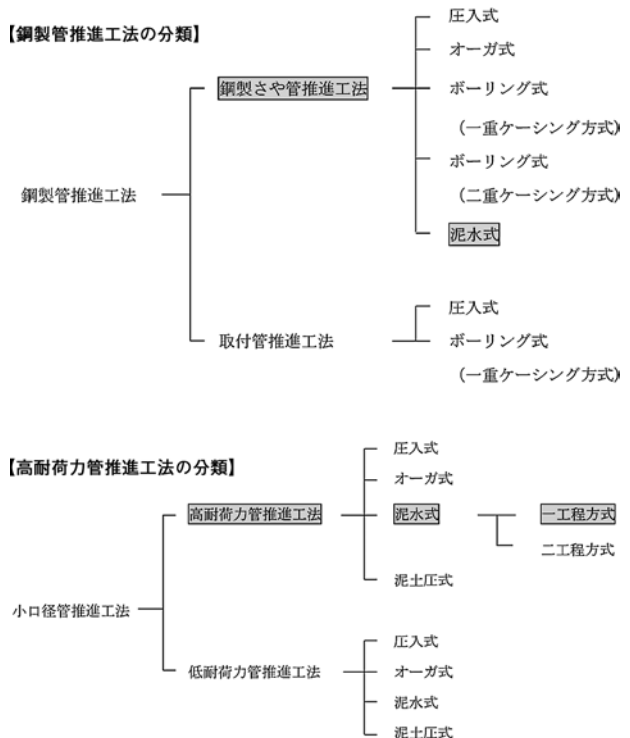 【鋼製管推進工法の分類】
圧入式
オーガ式
鋼製さや管推進工法
ボーリング式
(一重ケーシング方式)
ボーリング式
鋼製管推進工法
(二重ケーシング方式)
泥水式
圧入式
取付管推進工法
ボーリング式
(一重ケーシング方式)
【高耐荷力管推進工法の分類】
圧入式
オーガ式
高耐荷力管推進工法
泥水式
一工程方式
二工程方式
泥土圧式
小口径管推進工法
圧入式
低耐荷力管推進工法
オーガ式
泥水式
泥土圧式